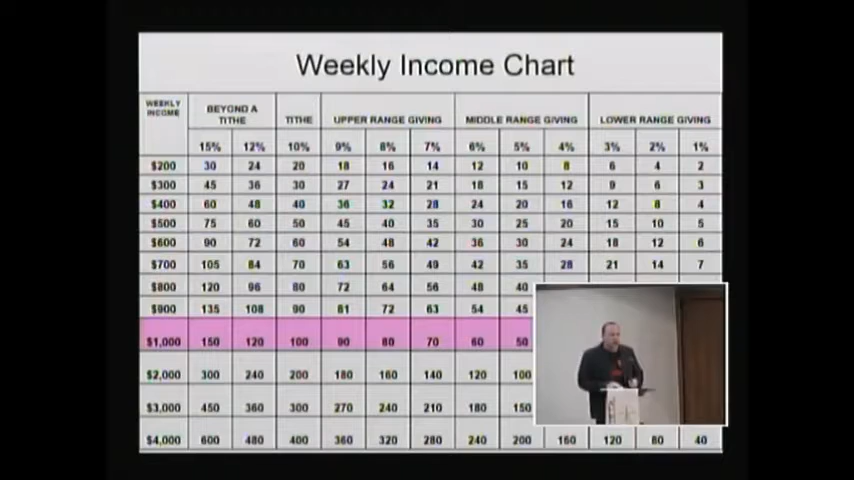 Weekly Income Chart
WEEKLY INCOME BEYOND A TITHE TITHE UPPER RANGE GIVING MIDDLE RANGE GIVING LOWER RANGE GIVING
15% 12% 10% 9% 8% 7% 6% 5% 4% 3% 2% 1%
$200 30 24 20 18 16 14 12 10 8 6 4 2
$300 45 36 30 27 24 21 18 15 12 9 6 3
$400 60 48 40 36 32 28 24 20 16 12 8 4
$500 75 60 50 45 40 35 30 25 20 15 10 5
$600 90 72 60 54 48 42 36 30 24 18 12 6
$700 105 84 70 63 56 49 42 35 28 21 14 7
$800 120 96 80 72 64 56 48 40
$900 135 108 90 81 72 63 54 45
$1,000 150 120 100 90 80 70 60 50
$2,000 300 240 200 180 160 140 120 100
$3,000 450 360 300 270 240 210 180 150
$4,000 600 480 400 360 320 280 240 200 160 120 80 40